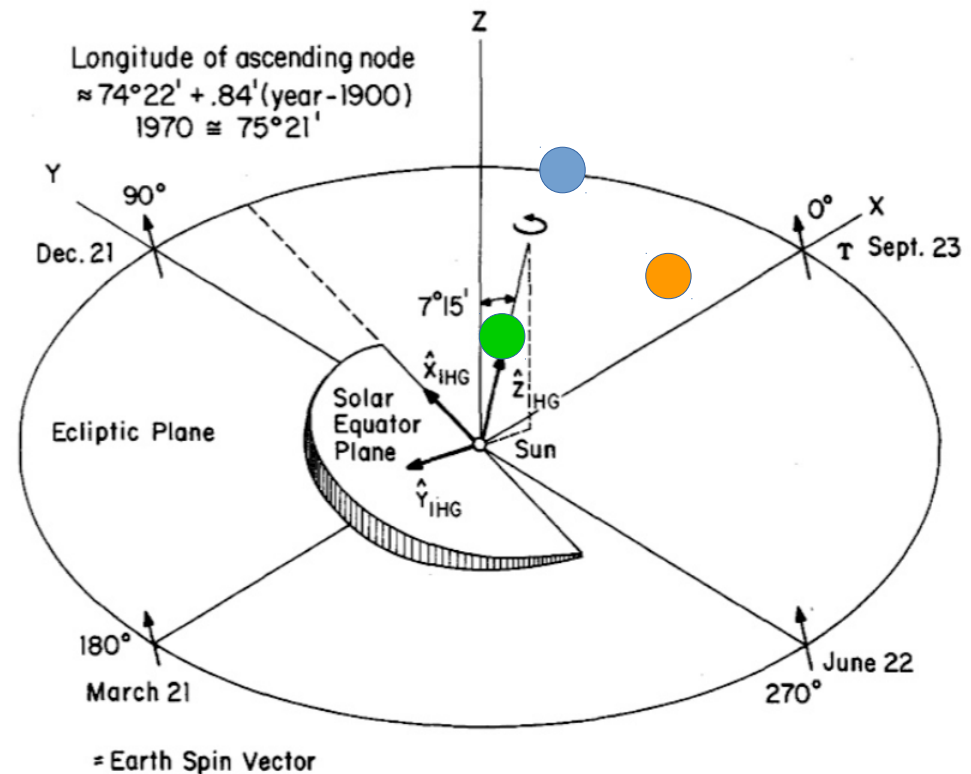 Z
Longitude of ascending node
≈ 74°22' + .84'(year-1900)
1970 ≅ 75°21'
Y
90°
0°
X
Dec. 21
ϒ Sept. 23
7°15'
X̂IHG
ẐIHG
Solar
Equator
Plane
Ecliptic Plane
Sun
ŶIHG
180°
March 21
June 22
270°
= Earth Spin Vector